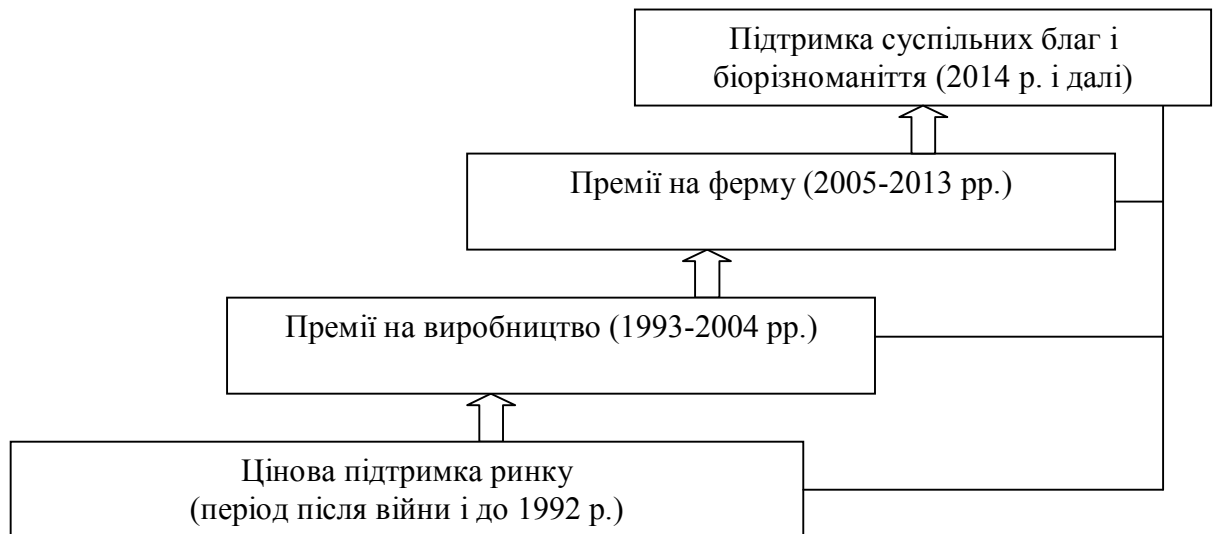 Підтримка суспільних благ і
біорізноманіття (2014 р. і далі)
Премії на ферму (2005-2013 рр.)
Премії на виробництво (1993-2004 рр.)
Цінова підтримка ринку
(період після війни і до 1992 р.)